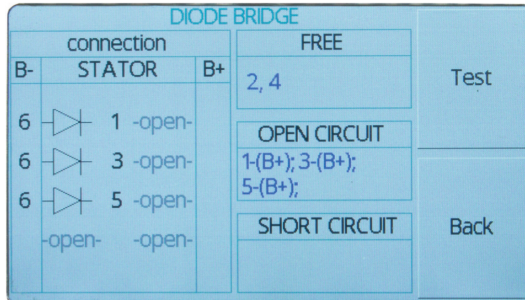 DIODE BRIDGE
connection
B- STATOR B+
6 1 -open-
6 3 -open-
6 5 -open-
-open- -open-
FREE
2, 4
OPEN CIRCUIT
1-(B+); 3-(B+);
5-(B+);
SHORT CIRCUIT
Test
Back